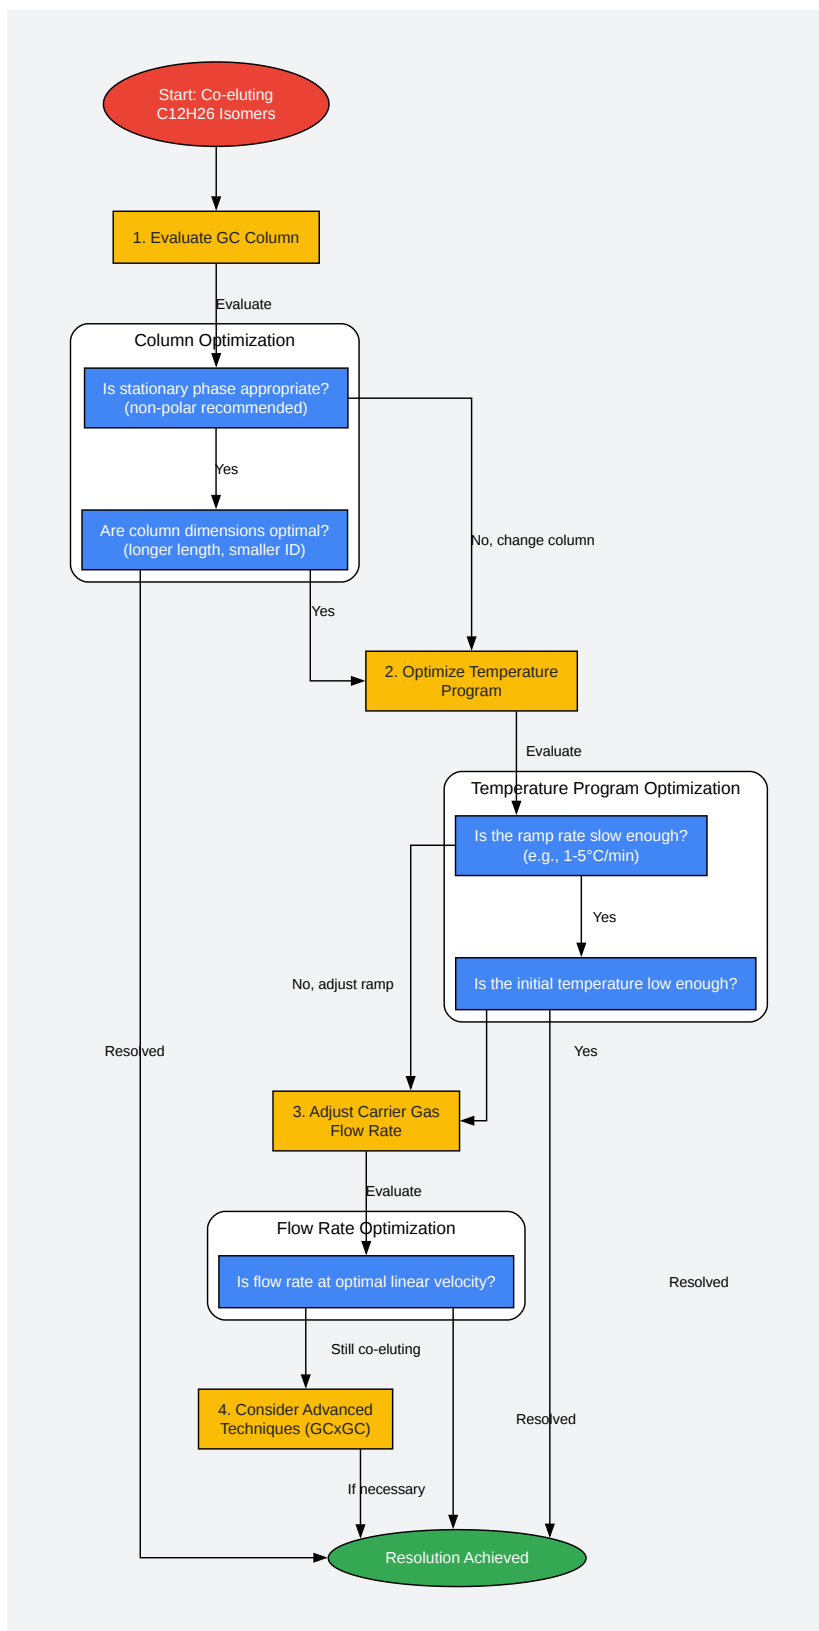 Start: Co-eluting
C12H26 Isomers
1. Evaluate GC Column
Evaluate
Column Optimization
Is stationary phase appropriate?
(non-polar recommended)
Yes
Are column dimensions optimal?
(longer length, smaller ID)
No, change column
Yes
2. Optimize Temperature
Program
Evaluate
Temperature Program Optimization
Is the ramp rate slow enough?
(e.g., 1-5°C/min)
Yes
No, adjust ramp
Is the initial temperature low enough?
Resolved
Yes
3. Adjust Carrier Gas
Flow Rate
Evaluate
Flow Rate Optimization
Is flow rate at optimal linear velocity?
Resolved
Still co-eluting
4. Consider Advanced
Techniques (GCxGC)
Resolved
If necessary
Resolution Achieved